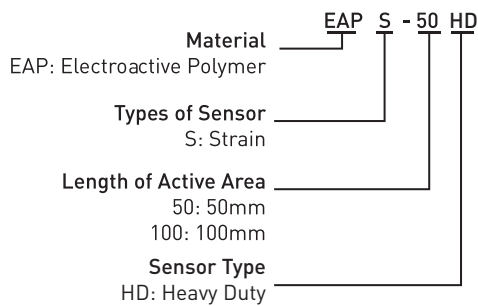 EAP S - 50 HD
Material
EAP: Electroactive Polymer
Types of Sensor
S: Strain
Length of Active Area
50: 50mm
100: 100mm
Sensor Type
HD: Heavy Duty